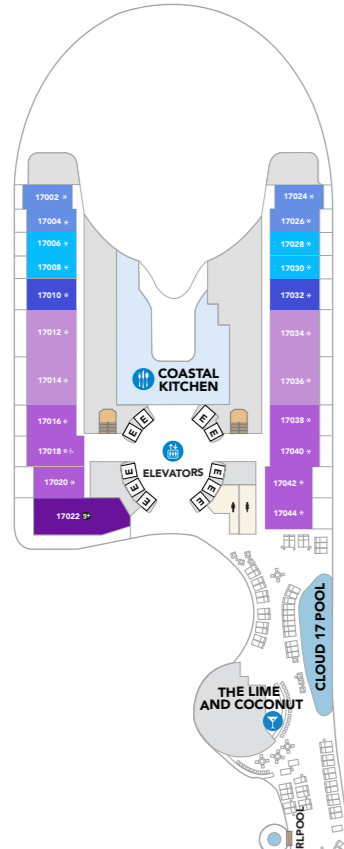 17002 *
17024 *
17004 *
17026 *
17006 *
17028 *
17008 *
17030 *
17010 *
17032 *
17012 *
17034 *
17014 *
17036 *
COASTAL
KITCHEN
17016 *
17038 *
E E E E
17018 *
17040 *
ELEVATORS
17020 *
17042 *
E E E E E E
17022 S+
17044 *
CLOUD 17 POOL
THE LIME
AND COCONUT
RLPOOL